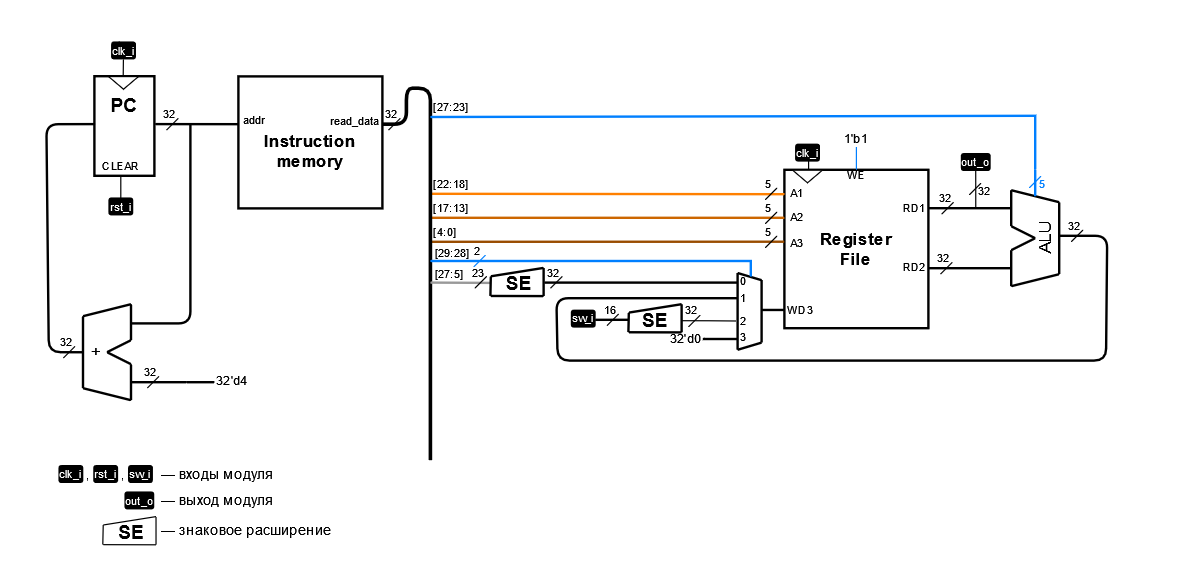 clk_i
PC
CLEAR
rst_i
32
addr
read_data
Instruction
memory
32
[27:23]
[22:18]
[17:13]
[4:0]
[29:28]
2
[27:5]
23
SE
32
5
5
5
clk_i
1'b1
WE
A1
A2
A3
Register
File
RD1
RD2
WD3
out_o
32
32
32
5
ALU
32
0
1
2
3
sw_i
16
SE
32
32'd0
32
+
32
32'd4
clk_i , rst_i , sw_i — входы модуля
out_o — выход модуля
SE — знаковое расширение